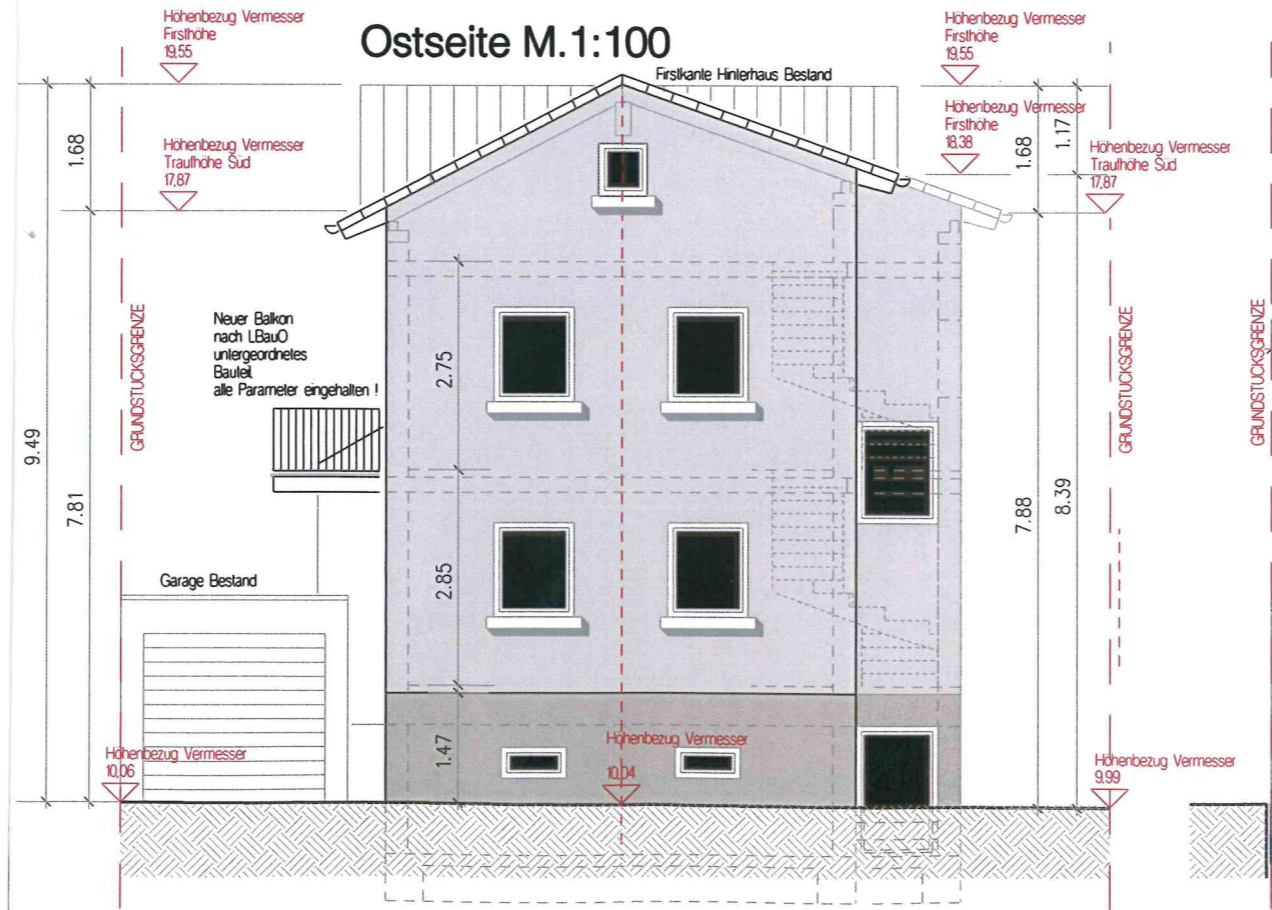 Höhenbezug Vermesser
Firsthöhe
19,55
Ostseite M.1:100
Höhenbezug Vermesser
Firsthöhe
19,55
Firstkante Hinterhaus Bestand
Höhenbezug Vermesser
Firsthöhe
18,38
Höhenbezug Vermesser
Traufhöhe Süd
17,87
Höhenbezug Vermesser
Traufhöhe Süd
17,87
1.68
1.68
1.17
GRUNDSTÜCKSGRENZE
Neuer Balkon
nach LBauO
untergeordnetes
Bauteil,
alle Parameter eingehalten !
2.75
GRUNDSTÜCKSGRENZE
GRUNDSTÜCKSGRENZE
9.49
7.81
7.88
8.39
Garage Bestand
2.85
1.47
Höhenbezug Vermesser
10,06
Höhenbezug Vermesser
10,04
Höhenbezug Vermesser
9,99